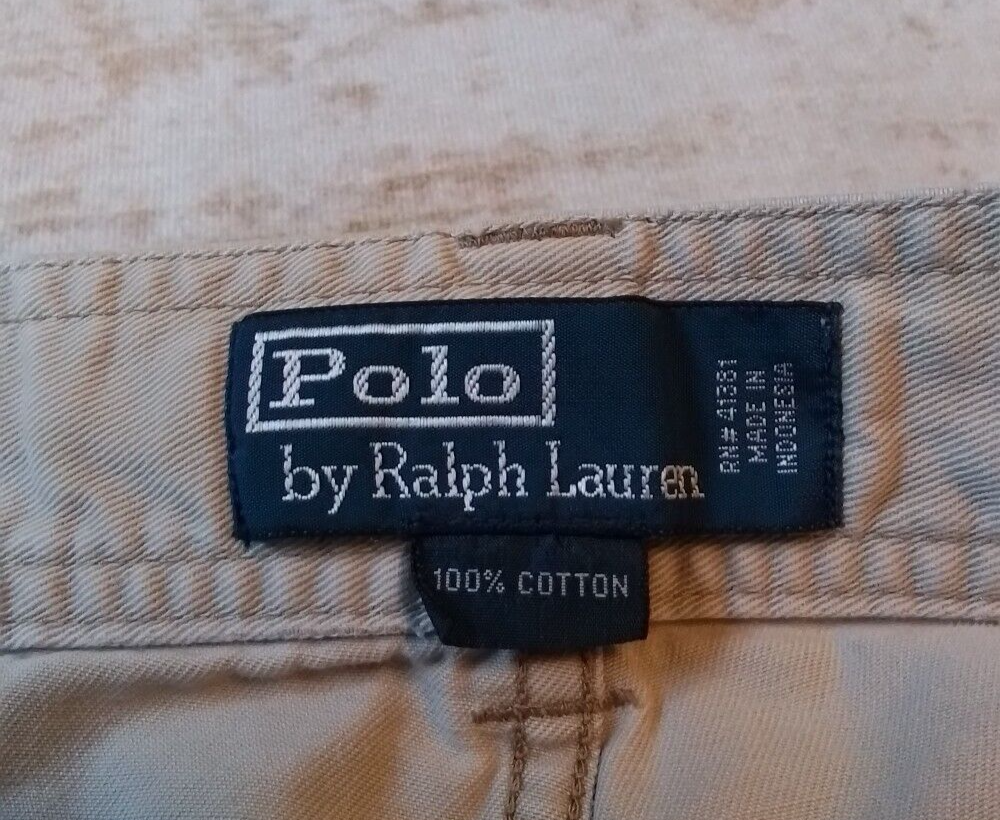 Polo
by Ralph Lauren
RN# 41381
MADE IN
INDONESIA
100% COTTON